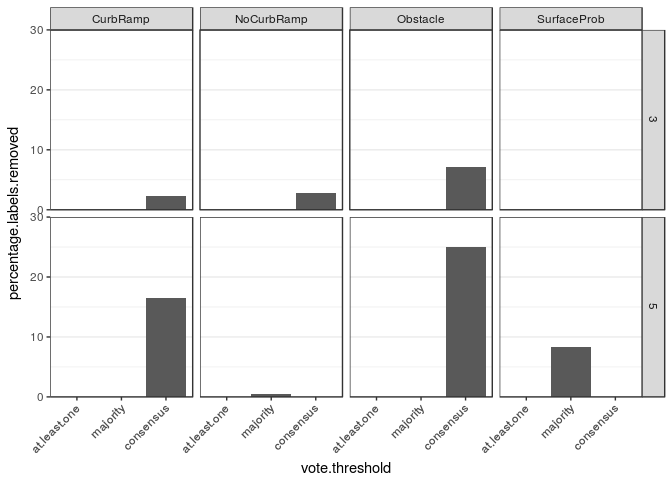 CurbRamp NoCurbRamp Obstacle SurfaceProb
30
20
10
0
3
30
20
10
0
5
percentage.labels.removed
at.least.one majority consensus at.least.one majority consensus at.least.one majority consensus at.least.one majority consensus
vote.threshold